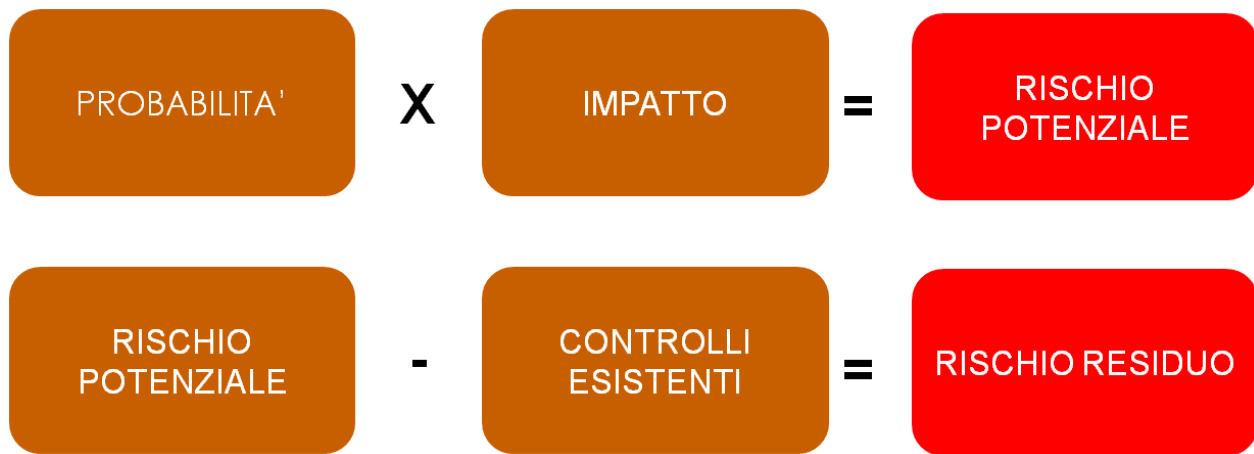 PROBABILITA' X IMPATTO = RISCHIO
POTENZIALE
RISCHIO
POTENZIALE - CONTROLLI
ESISTENTI = RISCHIO RESIDUO